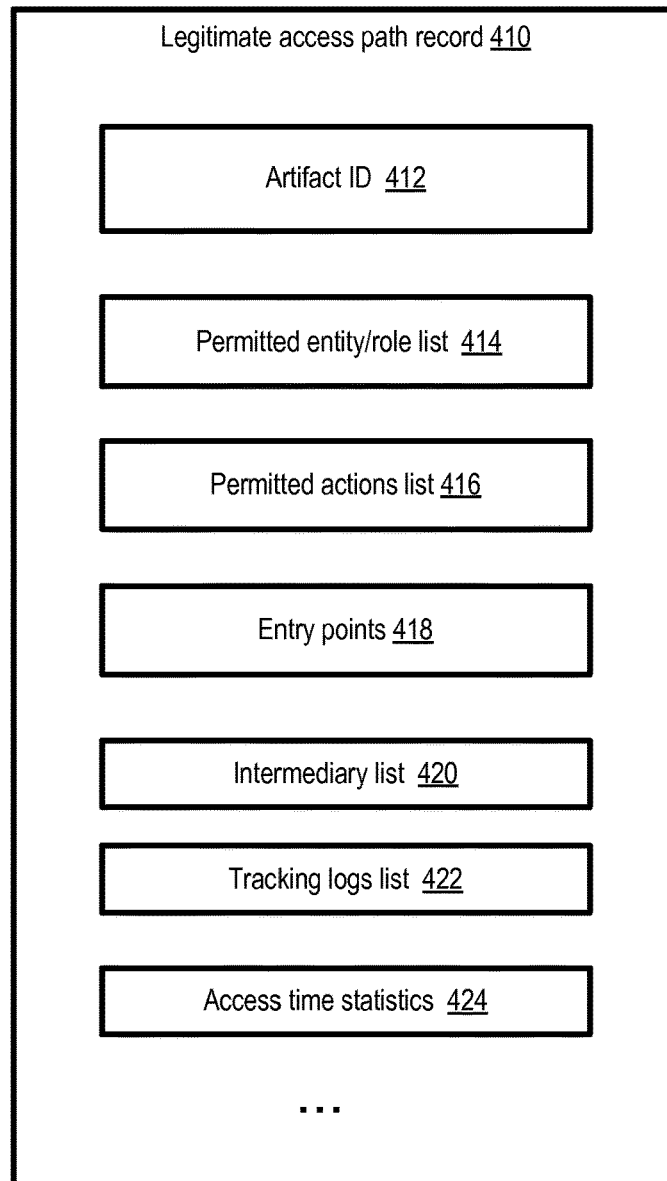 Legitimate access path record 410
Artifact ID 412
Permitted entity/role list 414
Permitted actions list 416
Entry points 418
Intermediary list 420
Tracking logs list 422
Access time statistics 424
...